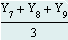 Y₇ + Y₈ + Y₉
3